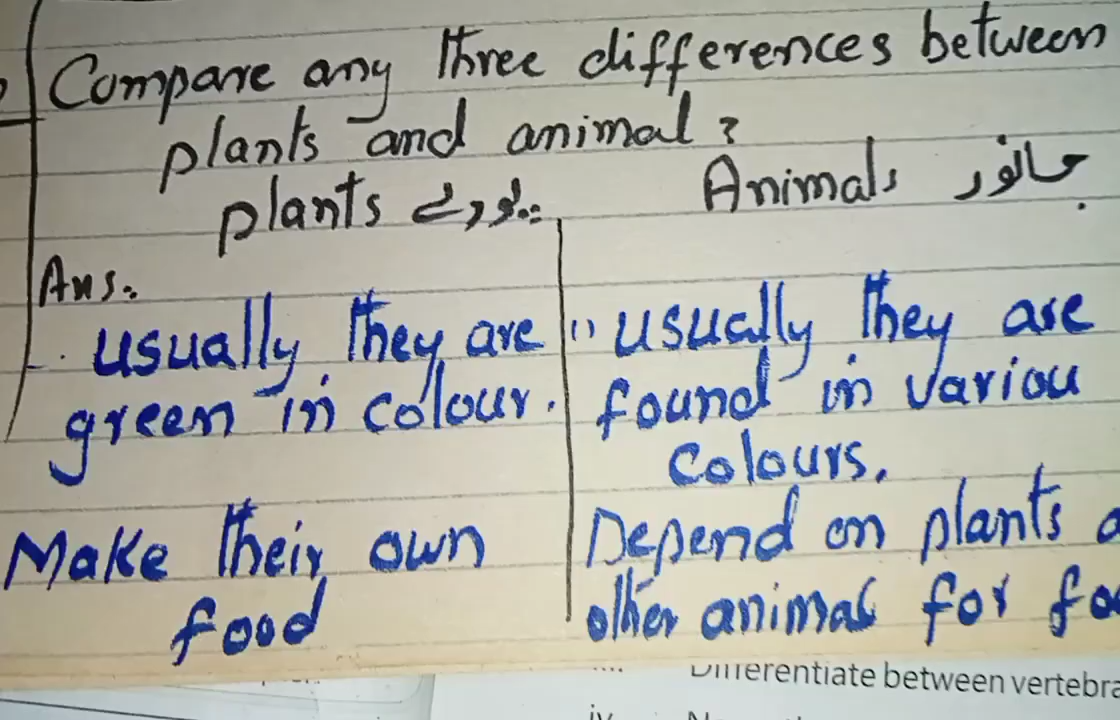 Compare any three differences between
plants and animal?
plants پودے Animals جانور
Ans.
usually they are
green in colour.
Make their own
food
1) usually they are
found in variou
Colours.
Depend on plants
other animals for
Differentiate between vertebra
iv.